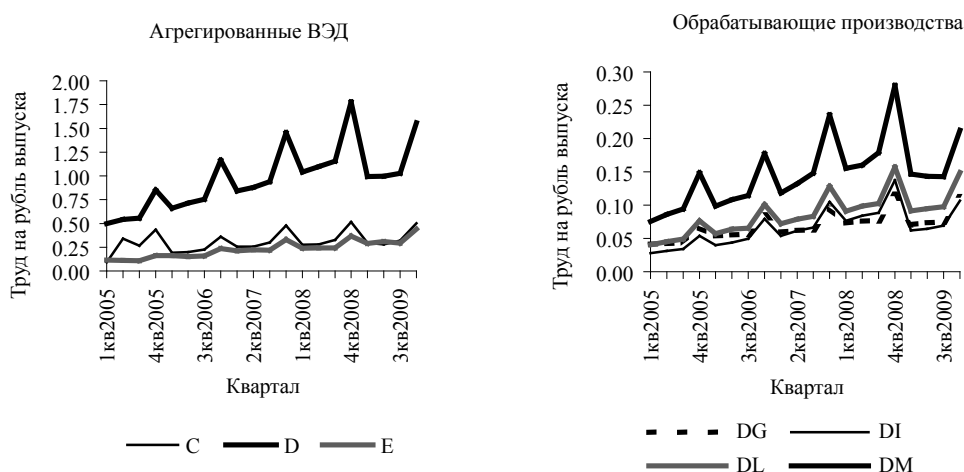 Агрегированные ВЭД
Труд на рубль выпуска
2.00
1.75
1.50
1.25
1.00
0.75
0.50
0.25
0.00
1кв2005
4кв2005
3кв2006
2кв2007
1кв2008
4кв2008
3кв2009
Квартал
C D E
Обрабатывающие производства
Труд на рубль выпуска
0.30
0.25
0.20
0.15
0.10
0.05
0.00
1кв2005
4кв2005
3кв2006
2кв2007
1кв2008
4кв2008
3кв2009
Квартал
DG DI
DL DM